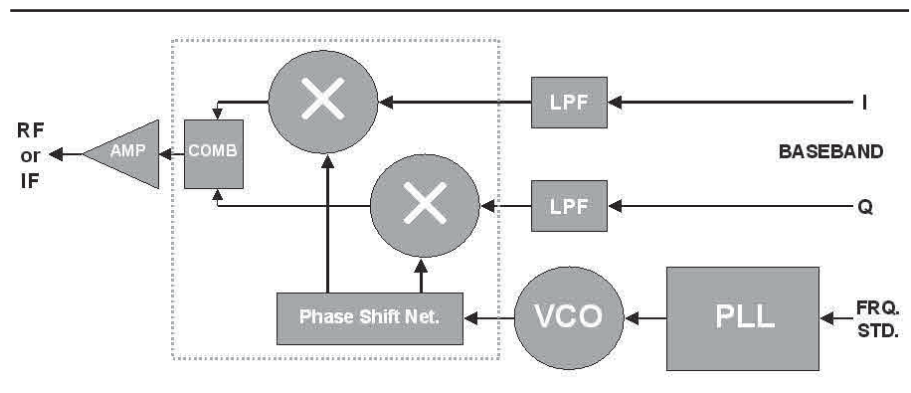 LPF
I
RF
or
IF
AMP
COMB
BASEBAND
LPF
Q
Phase Shift Net.
VCO
PLL
FRQ.
STD.